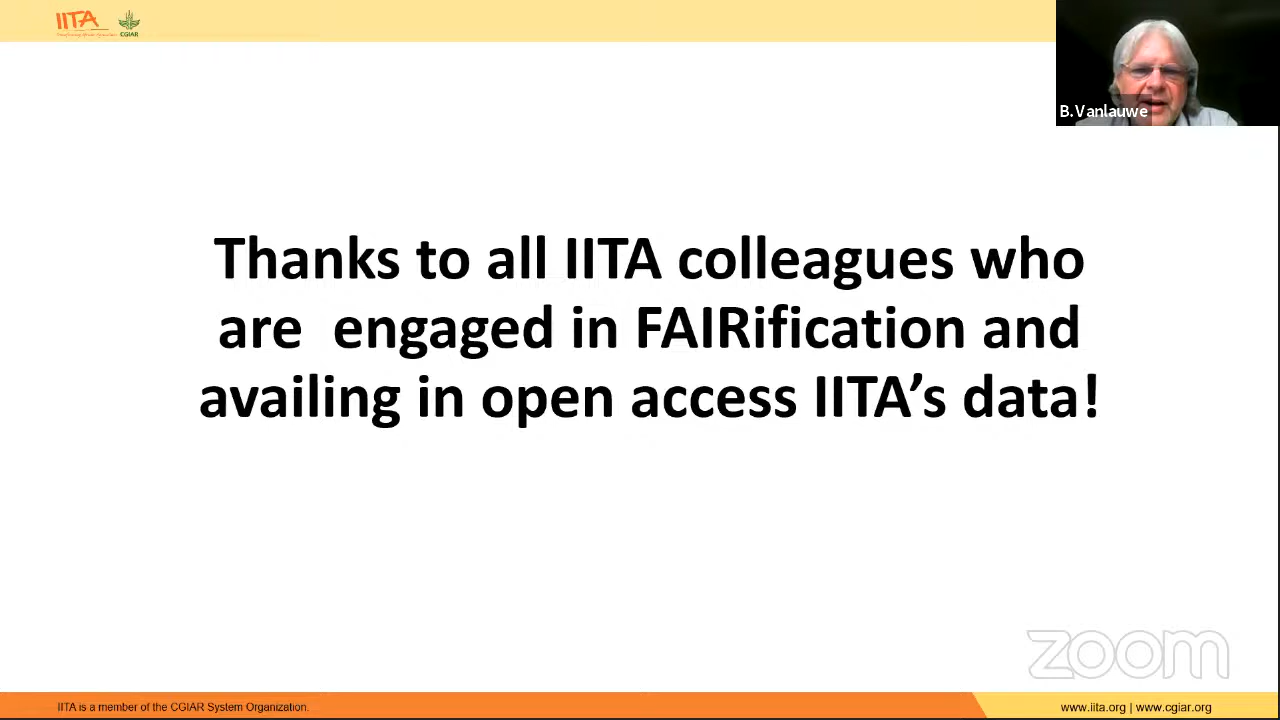 IITA
CGIAR
B.Vanlauwe
Thanks to all IITA colleagues who
are  engaged in FAIRification and
availing in open access IITA’s data!
zoom
IITA is a member of the CGIAR System Organization.
www.iita.org | www.cgiar.org